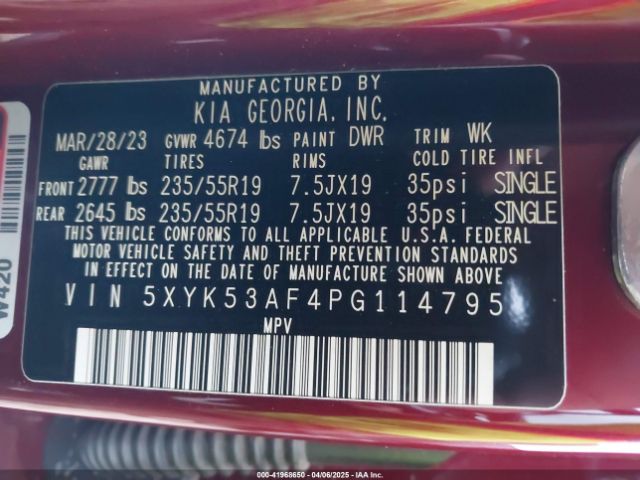 MANUFACTURED BY
KIA GEORGIA, INC.
MAR/28/23 GVWR 4674 lbs PAINT DWR TRIM WK
GAWR TIRES RIMS COLD TIRE INFL
FRONT 2777 lbs 235/55R19 7.5JX19 35psi SINGLE
REAR 2645 lbs 235/55R19 7.5JX19 35psi SINGLE
THIS VEHICLE CONFORMS TO ALL APPLICABLE U.S.A. FEDERAL
MOTOR VEHICLE SAFETY AND THEFT PREVENTION STANDARDS
IN EFFECT ON THE DATE OF MANUFACTURE SHOWN ABOVE
VIN 5XYK53AF4PG114795
MPV
W420
000-41968650 04/06/2025 IAAI.COM